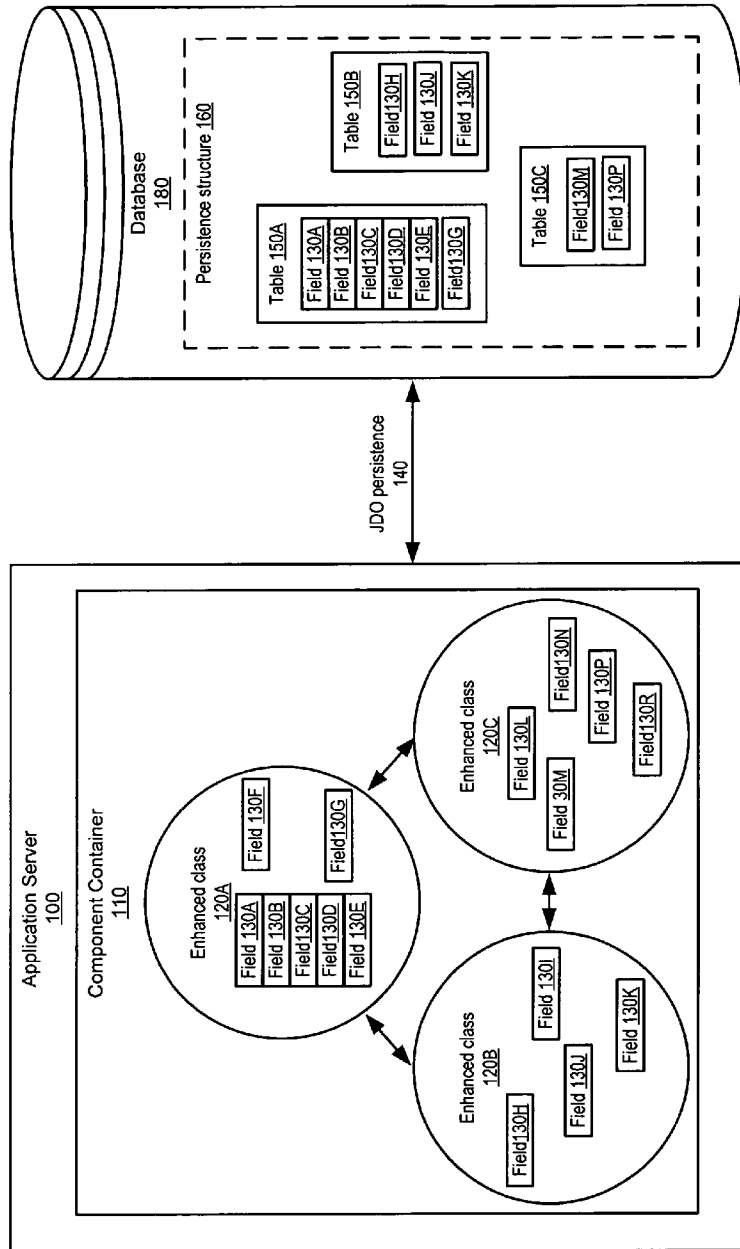 Application Server
100
Component Container
110
Enhanced class
120A
Field 130A
Field 130B
Field130C
Field 130D
Field 130E
Field 130F
Field130G
Enhanced class
120B
Field130H
Field 130I
Field 130J
Field 130K
Enhanced class
120C
Field 130L
Field 30M
Field130N
Field 130P
Field130R
JDO persistence
140
Database
180
Persistence structure 160
Table 150A
Field 130A
Field 130B
Field130C
Field130D
Field 130E
Field130G
Table 150B
Field130H
Field 130J
Field 130K
Table 150C
Field130M
Field 130P